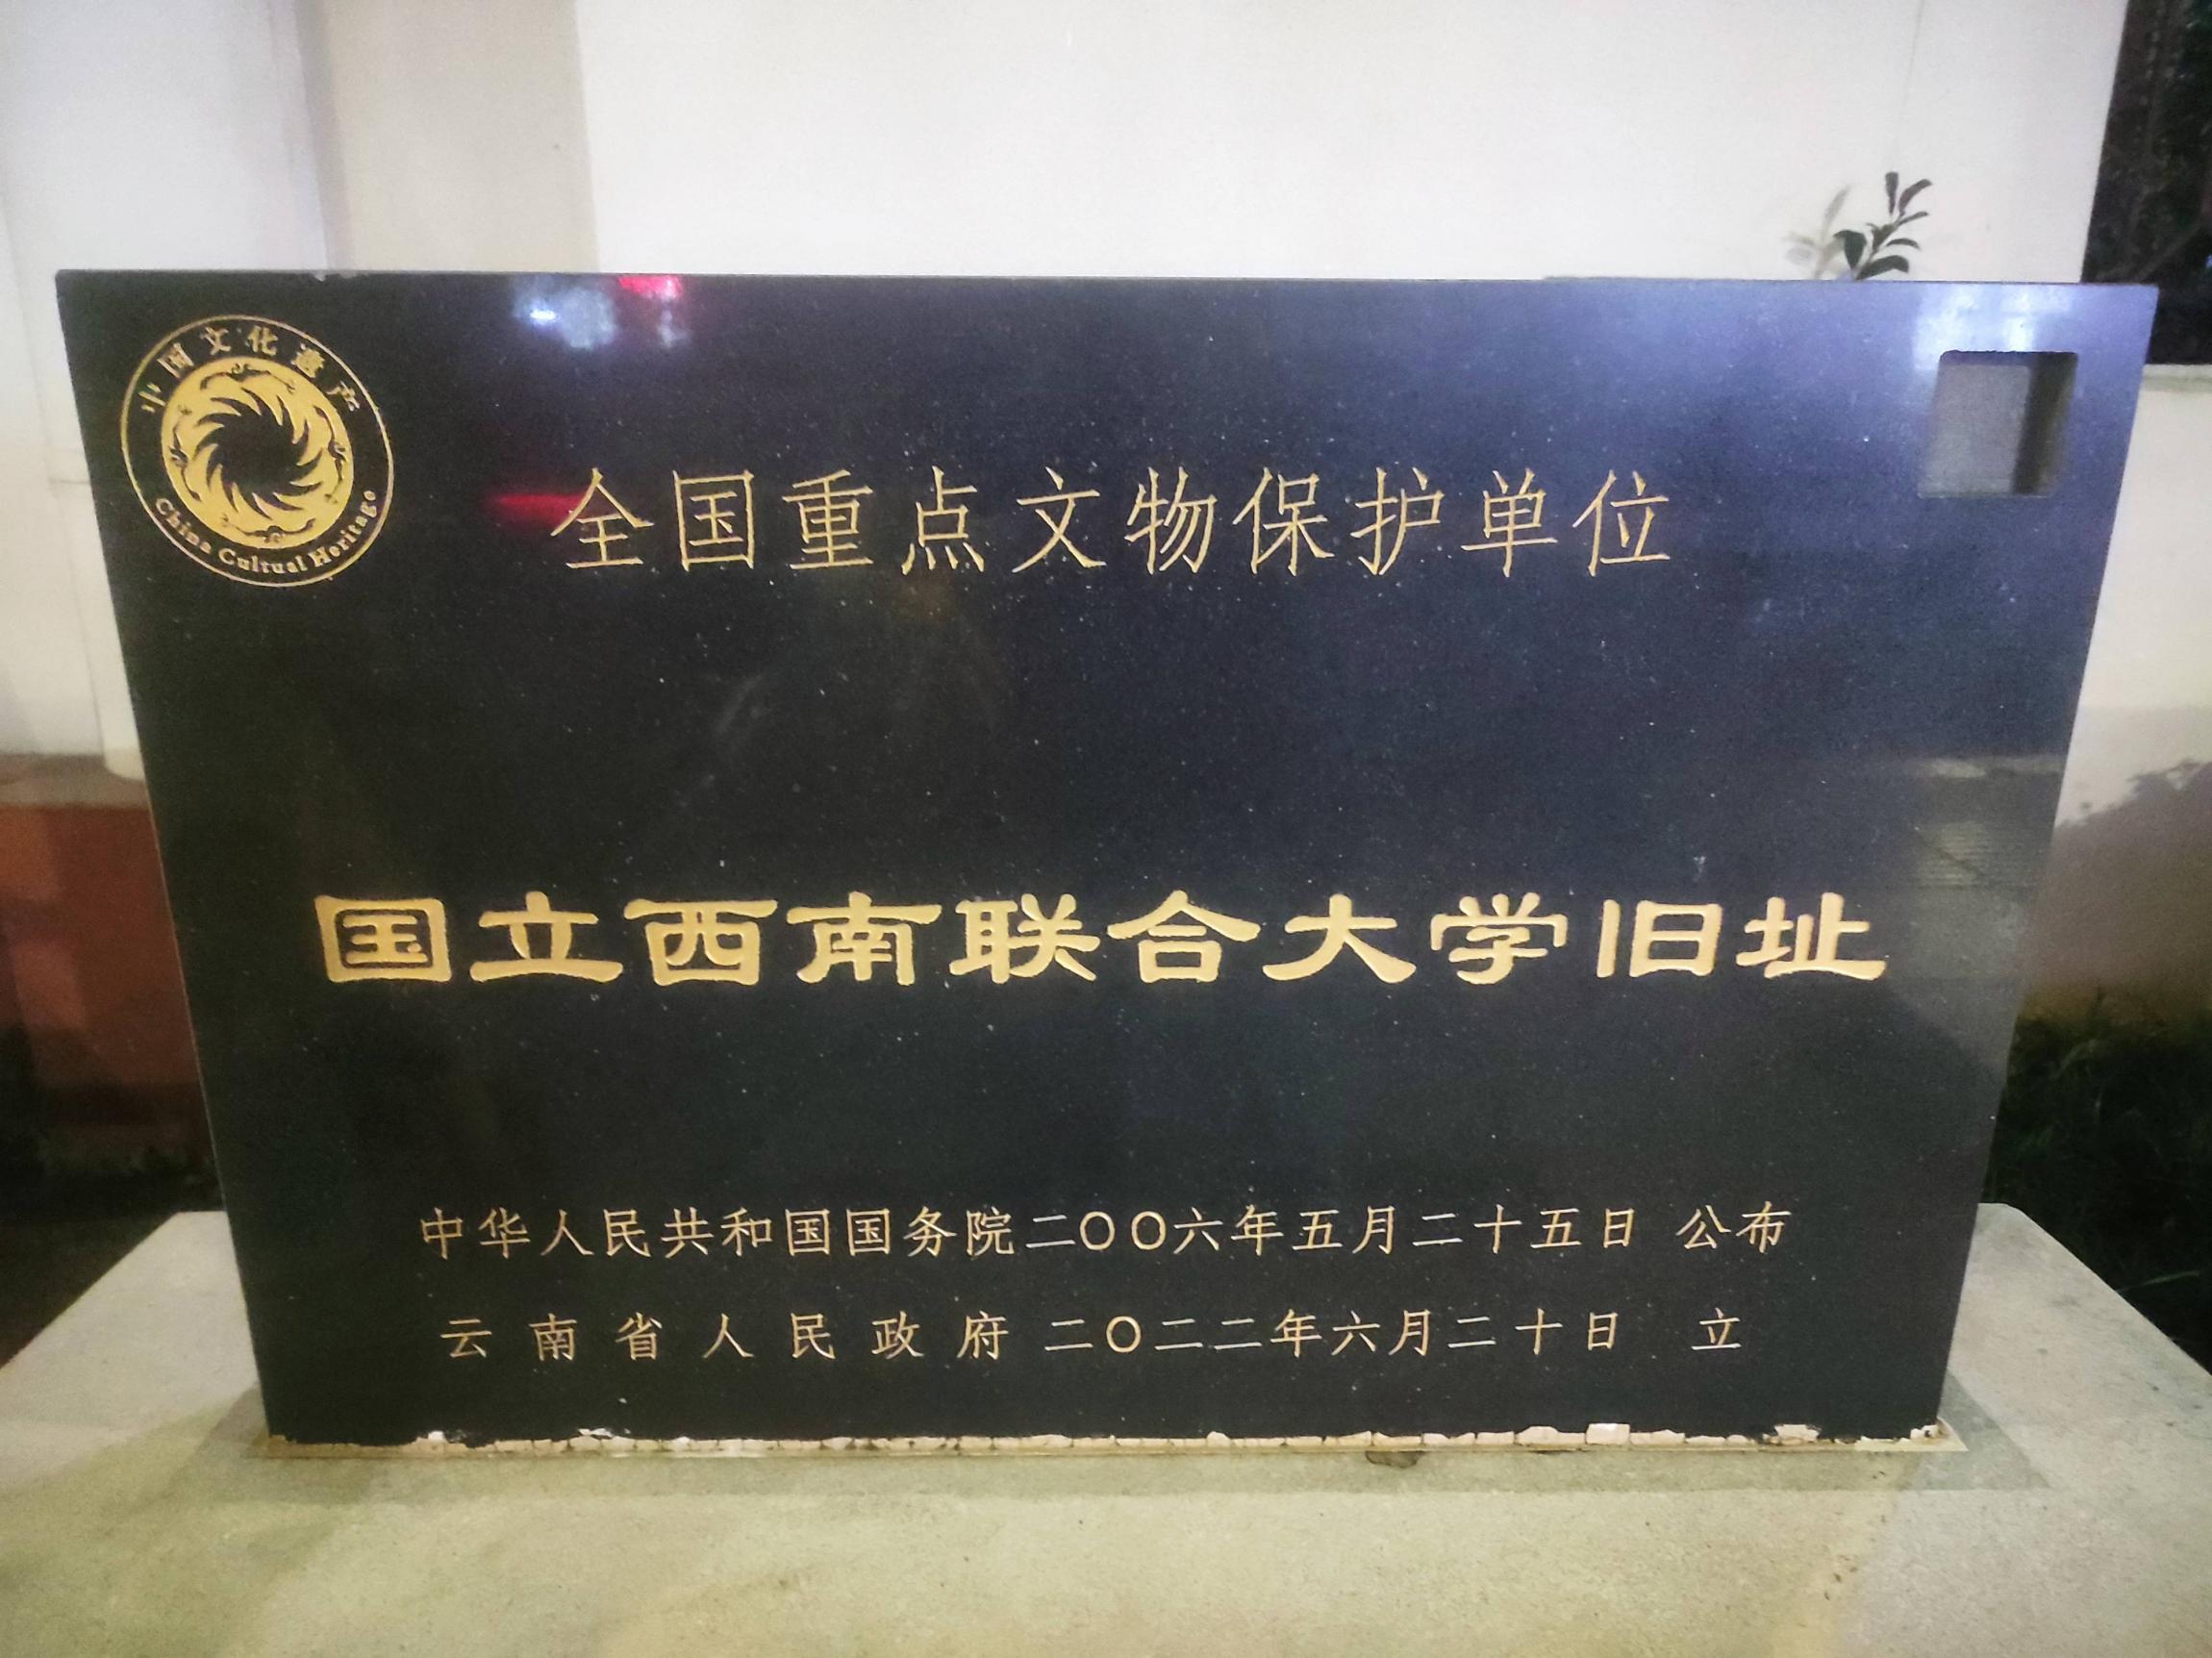 中国文化遗产
China Cultural Heritage
全国重点文物保护单位
国立西南联合大学旧址
中华人民共和国国务院二〇〇六年五月二十五日 公布
云南省人民政府 二〇二二年六月二十日 立